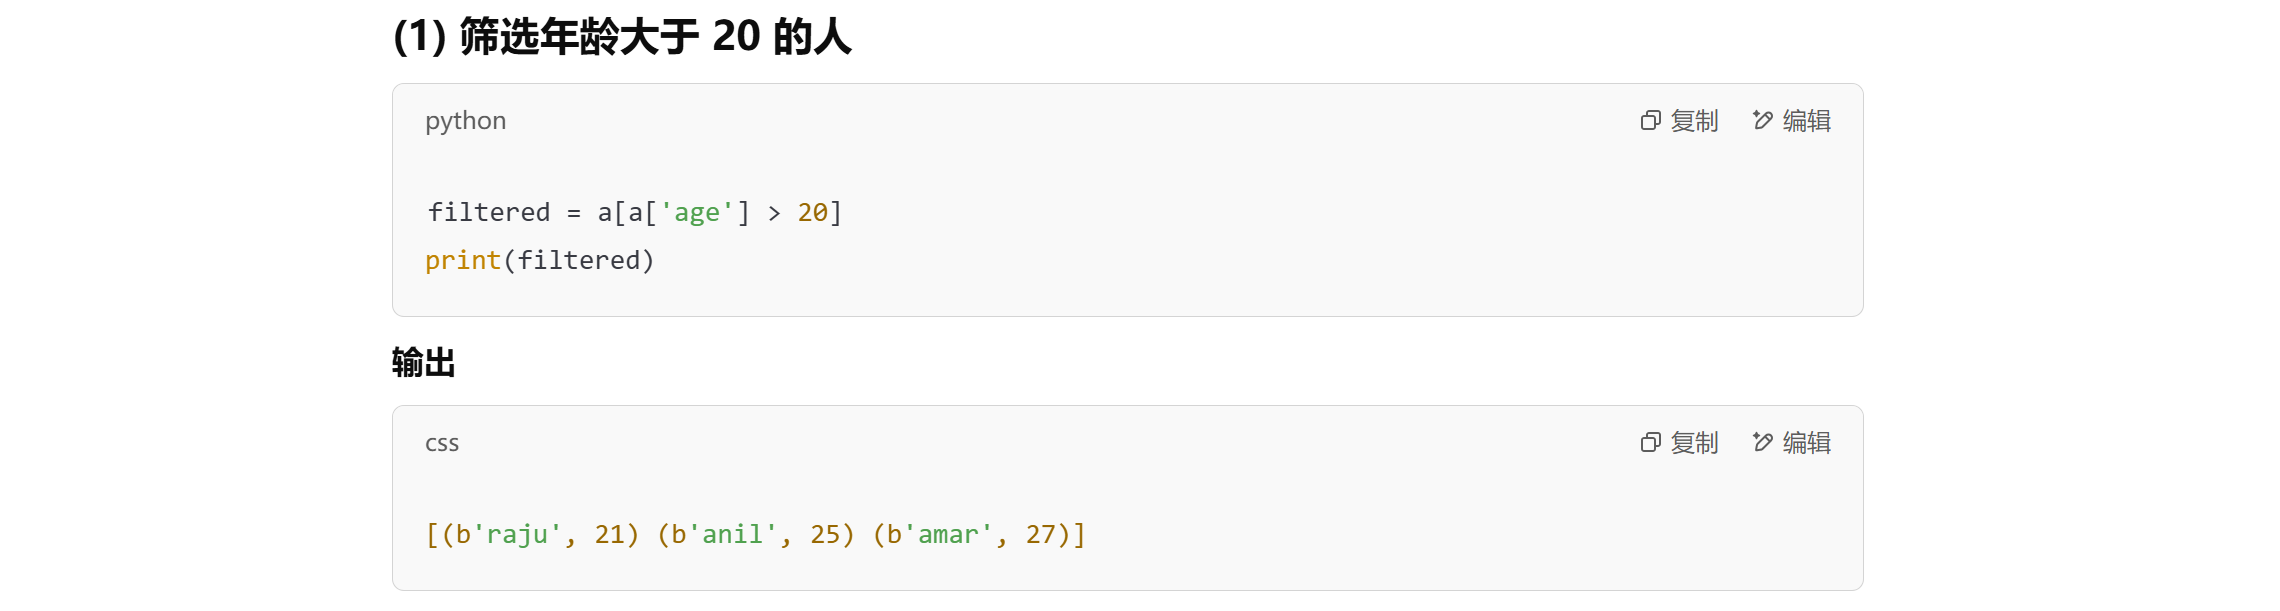 (1) 筛选年龄大于 20 的人
python 复制 编辑
filtered = a[a['age'] > 20]
print(filtered)
输出
css 复制 编辑
[(b'raju', 21) (b'anil', 25) (b'amar', 27)]